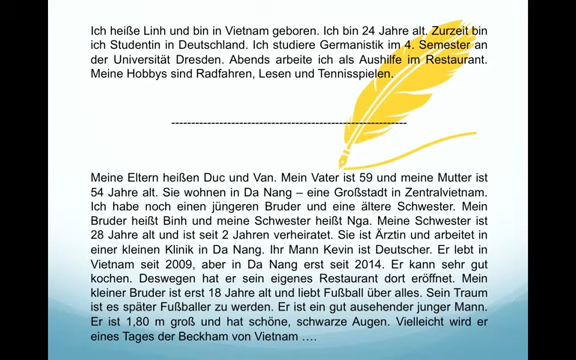 Ich heiße Linh und bin in Vietnam geboren. Ich bin 24 Jahre alt. Zurzeit bin
ich Studentin in Deutschland. Ich studiere Germanistik im 4. Semester an
der Universität Dresden. Abends arbeite ich als Aushilfe im Restaurant.
Meine Hobbys sind Radfahren, Lesen und Tennisspielen.
--------------------------------------------------------
Meine Eltern heißen Duc und Van. Mein Vater ist 59 und meine Mutter ist
54 Jahre alt. Sie wohnen in Da Nang – eine Großstadt in Zentralvietnam.
Ich habe noch einen jüngeren Bruder und eine ältere Schwester. Mein
Bruder heißt Binh und meine Schwester heißt Nga. Meine Schwester ist
28 Jahre alt und ist seit 2 Jahren verheiratet. Sie ist Ärztin und arbeitet in
einer kleinen Klinik in Da Nang. Ihr Mann Kevin ist Deutscher. Er lebt in
Vietnam seit 2009, aber in Da Nang erst seit 2014. Er kann sehr gut
kochen. Deswegen hat er sein eigenes Restaurant dort eröffnet. Mein
kleiner Bruder ist erst 18 Jahre alt und liebt Fußball über alles. Sein Traum
ist es später Fußballer zu werden. Er ist ein gut ausehender junger Mann.
Er ist 1,80 m groß und hat schöne, schwarze Augen. Vielleicht wird er
eines Tages der Beckham von Vietnam ….